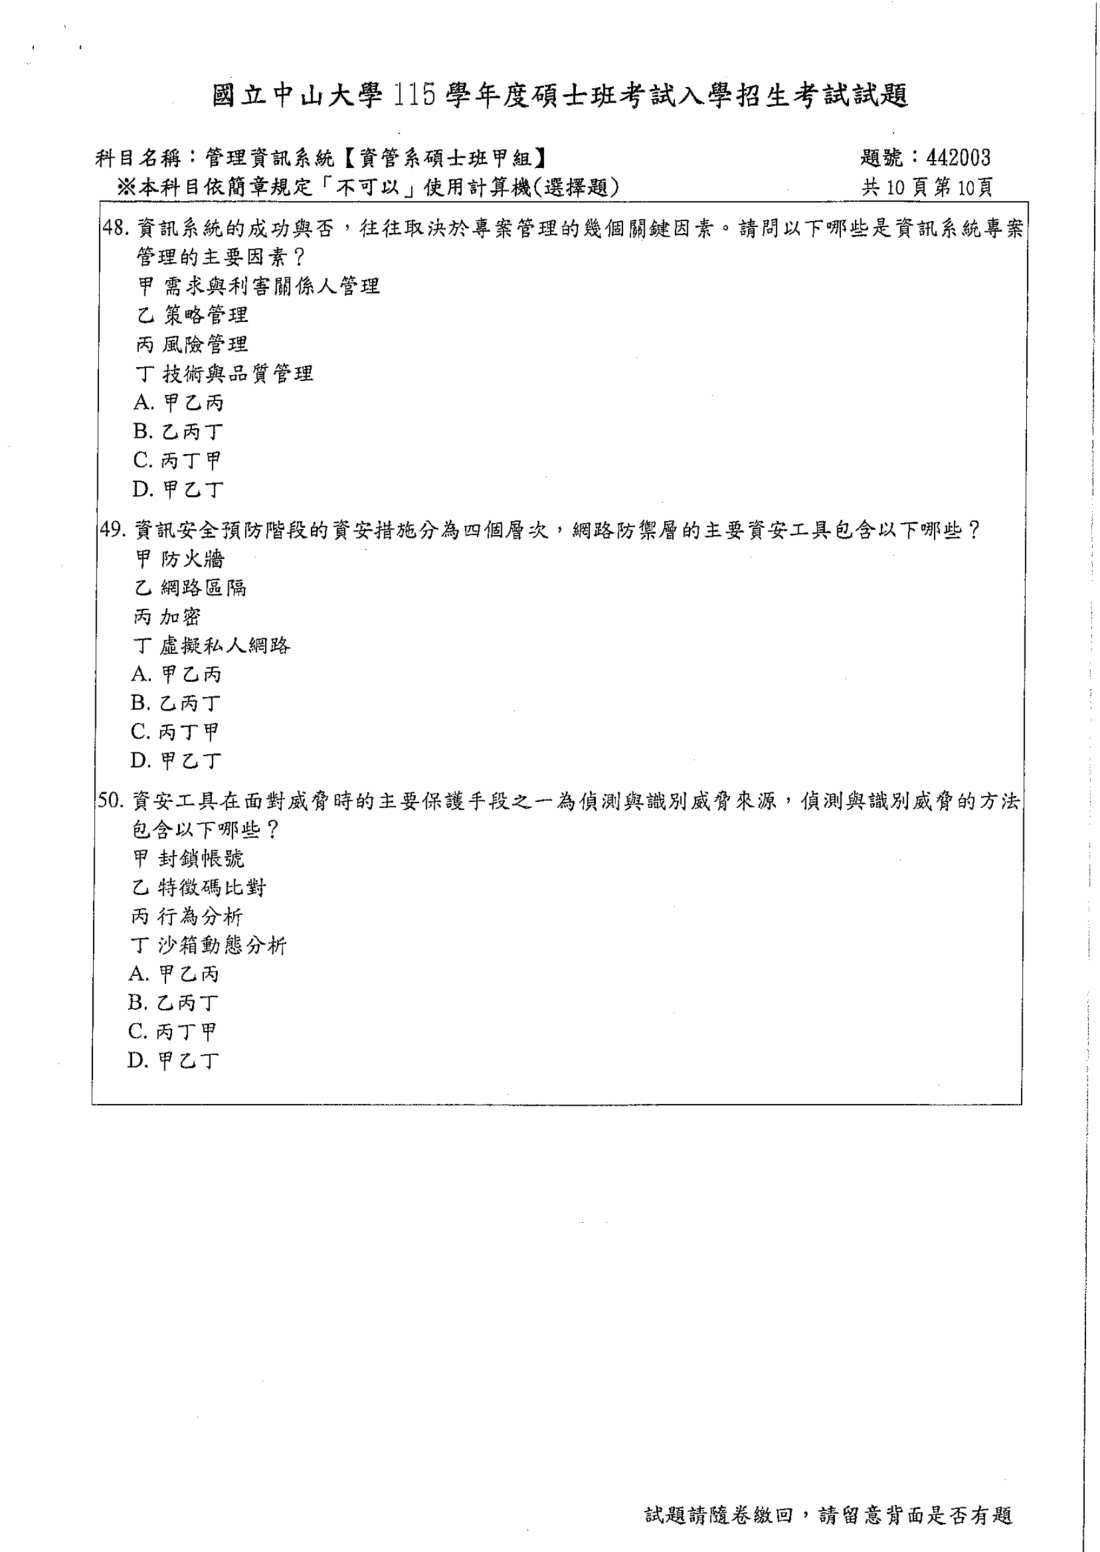 國立中山大學 115 學年度碩士班考試入學招生考試試題
科目名稱：管理資訊系統【資管系碩士班甲組】
題號：442003
※本科目依簡章規定「不可以」使用計算機(選擇題)
共 10 頁第 10頁
48. 資訊系統的成功與否，往往取決於專案管理的幾個關鍵因素。請問以下哪些是資訊系統專案
管理的主要因素？
甲 需求與利害關係人管理
乙 策略管理
丙 風險管理
丁 技術與品質管理
A. 甲乙丙
B. 乙丙丁
C. 丙丁甲
D. 甲乙丁
49. 資訊安全預防階段的資安措施分為四個層次，網路防禦層的主要資安工具包含以下哪些？
甲 防火牆
乙 網路區隔
丙 加密
丁 虛擬私人網路
A. 甲乙丙
B. 乙丙丁
C. 丙丁甲
D. 甲乙丁
50. 資安工具在面對威脅時的主要保護手段之一為偵測與識別威脅來源，偵測與識別威脅的方法
包含以下哪些？
甲 封鎖帳號
乙 特徵碼比對
丙 行為分析
丁 沙箱動態分析
A. 甲乙丙
B. 乙丙丁
C. 丙丁甲
D. 甲乙丁
試題請隨卷繳回，請留意背面是否有題